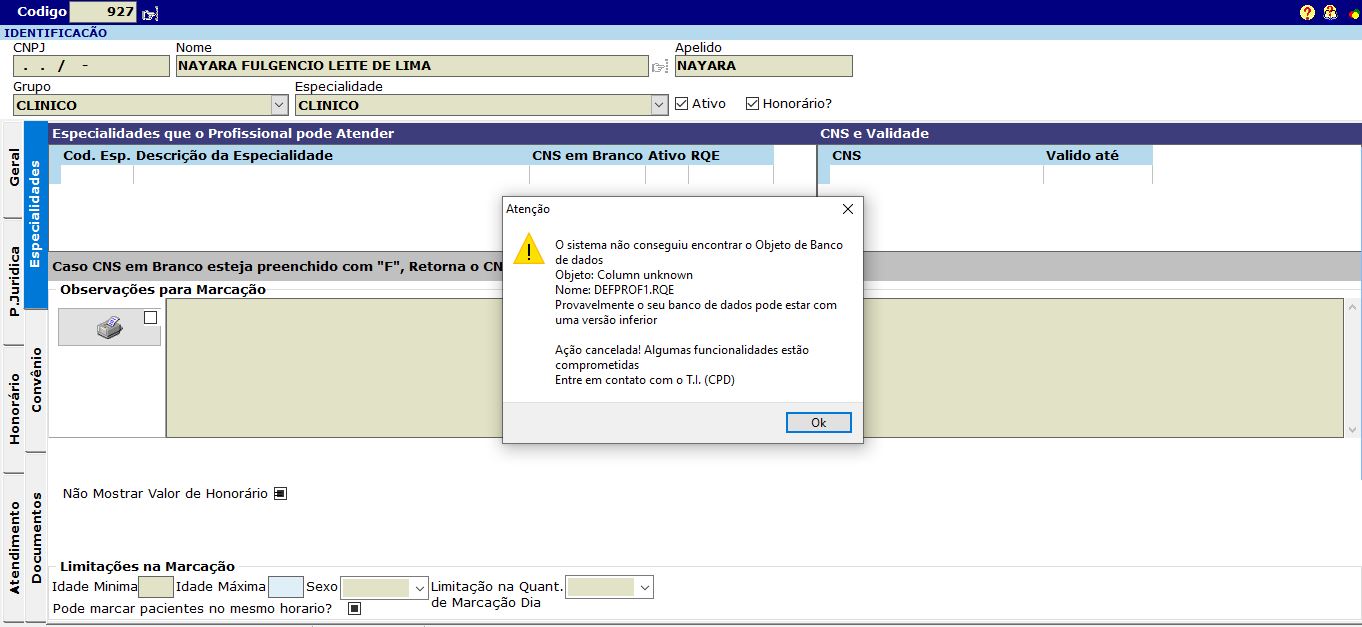 Codigo 927
IDENTIFICACÃO
CNPJ Nome Apelido
. . / - NAYARA FULGENCIO LEITE DE LIMA NAYARA
Grupo Especialidade
CLINICO CLINICO Ativo Honorário?
Geral
Especialidades
P.Juridica
Convênio
Honorário
Documentos
Atendimento
Especialidades que o Profissional pode Atender CNS e Validade
Cod. Esp. Descrição da Especialidade CNS em Branco Ativo RQE CNS Valido até
Caso CNS em Branco esteja preenchido com "F", Retorna o CN
Observações para Marcação
Atenção
O sistema não conseguiu encontrar o Objeto de Banco
de dados
Objeto: Column unknown
Nome: DEFPROF1.RQE
Provavelmente o seu banco de dados pode estar com
uma versão inferior
Ação cancelada! Algumas funcionalidades estão
comprometidas
Entre em contato com o T.I. (CPD)
Ok
Não Mostrar Valor de Honorário
Limitações na Marcação
Idade Minima Idade Máxima Sexo Limitação na Quant.
de Marcação Dia
Pode marcar pacientes no mesmo horario?